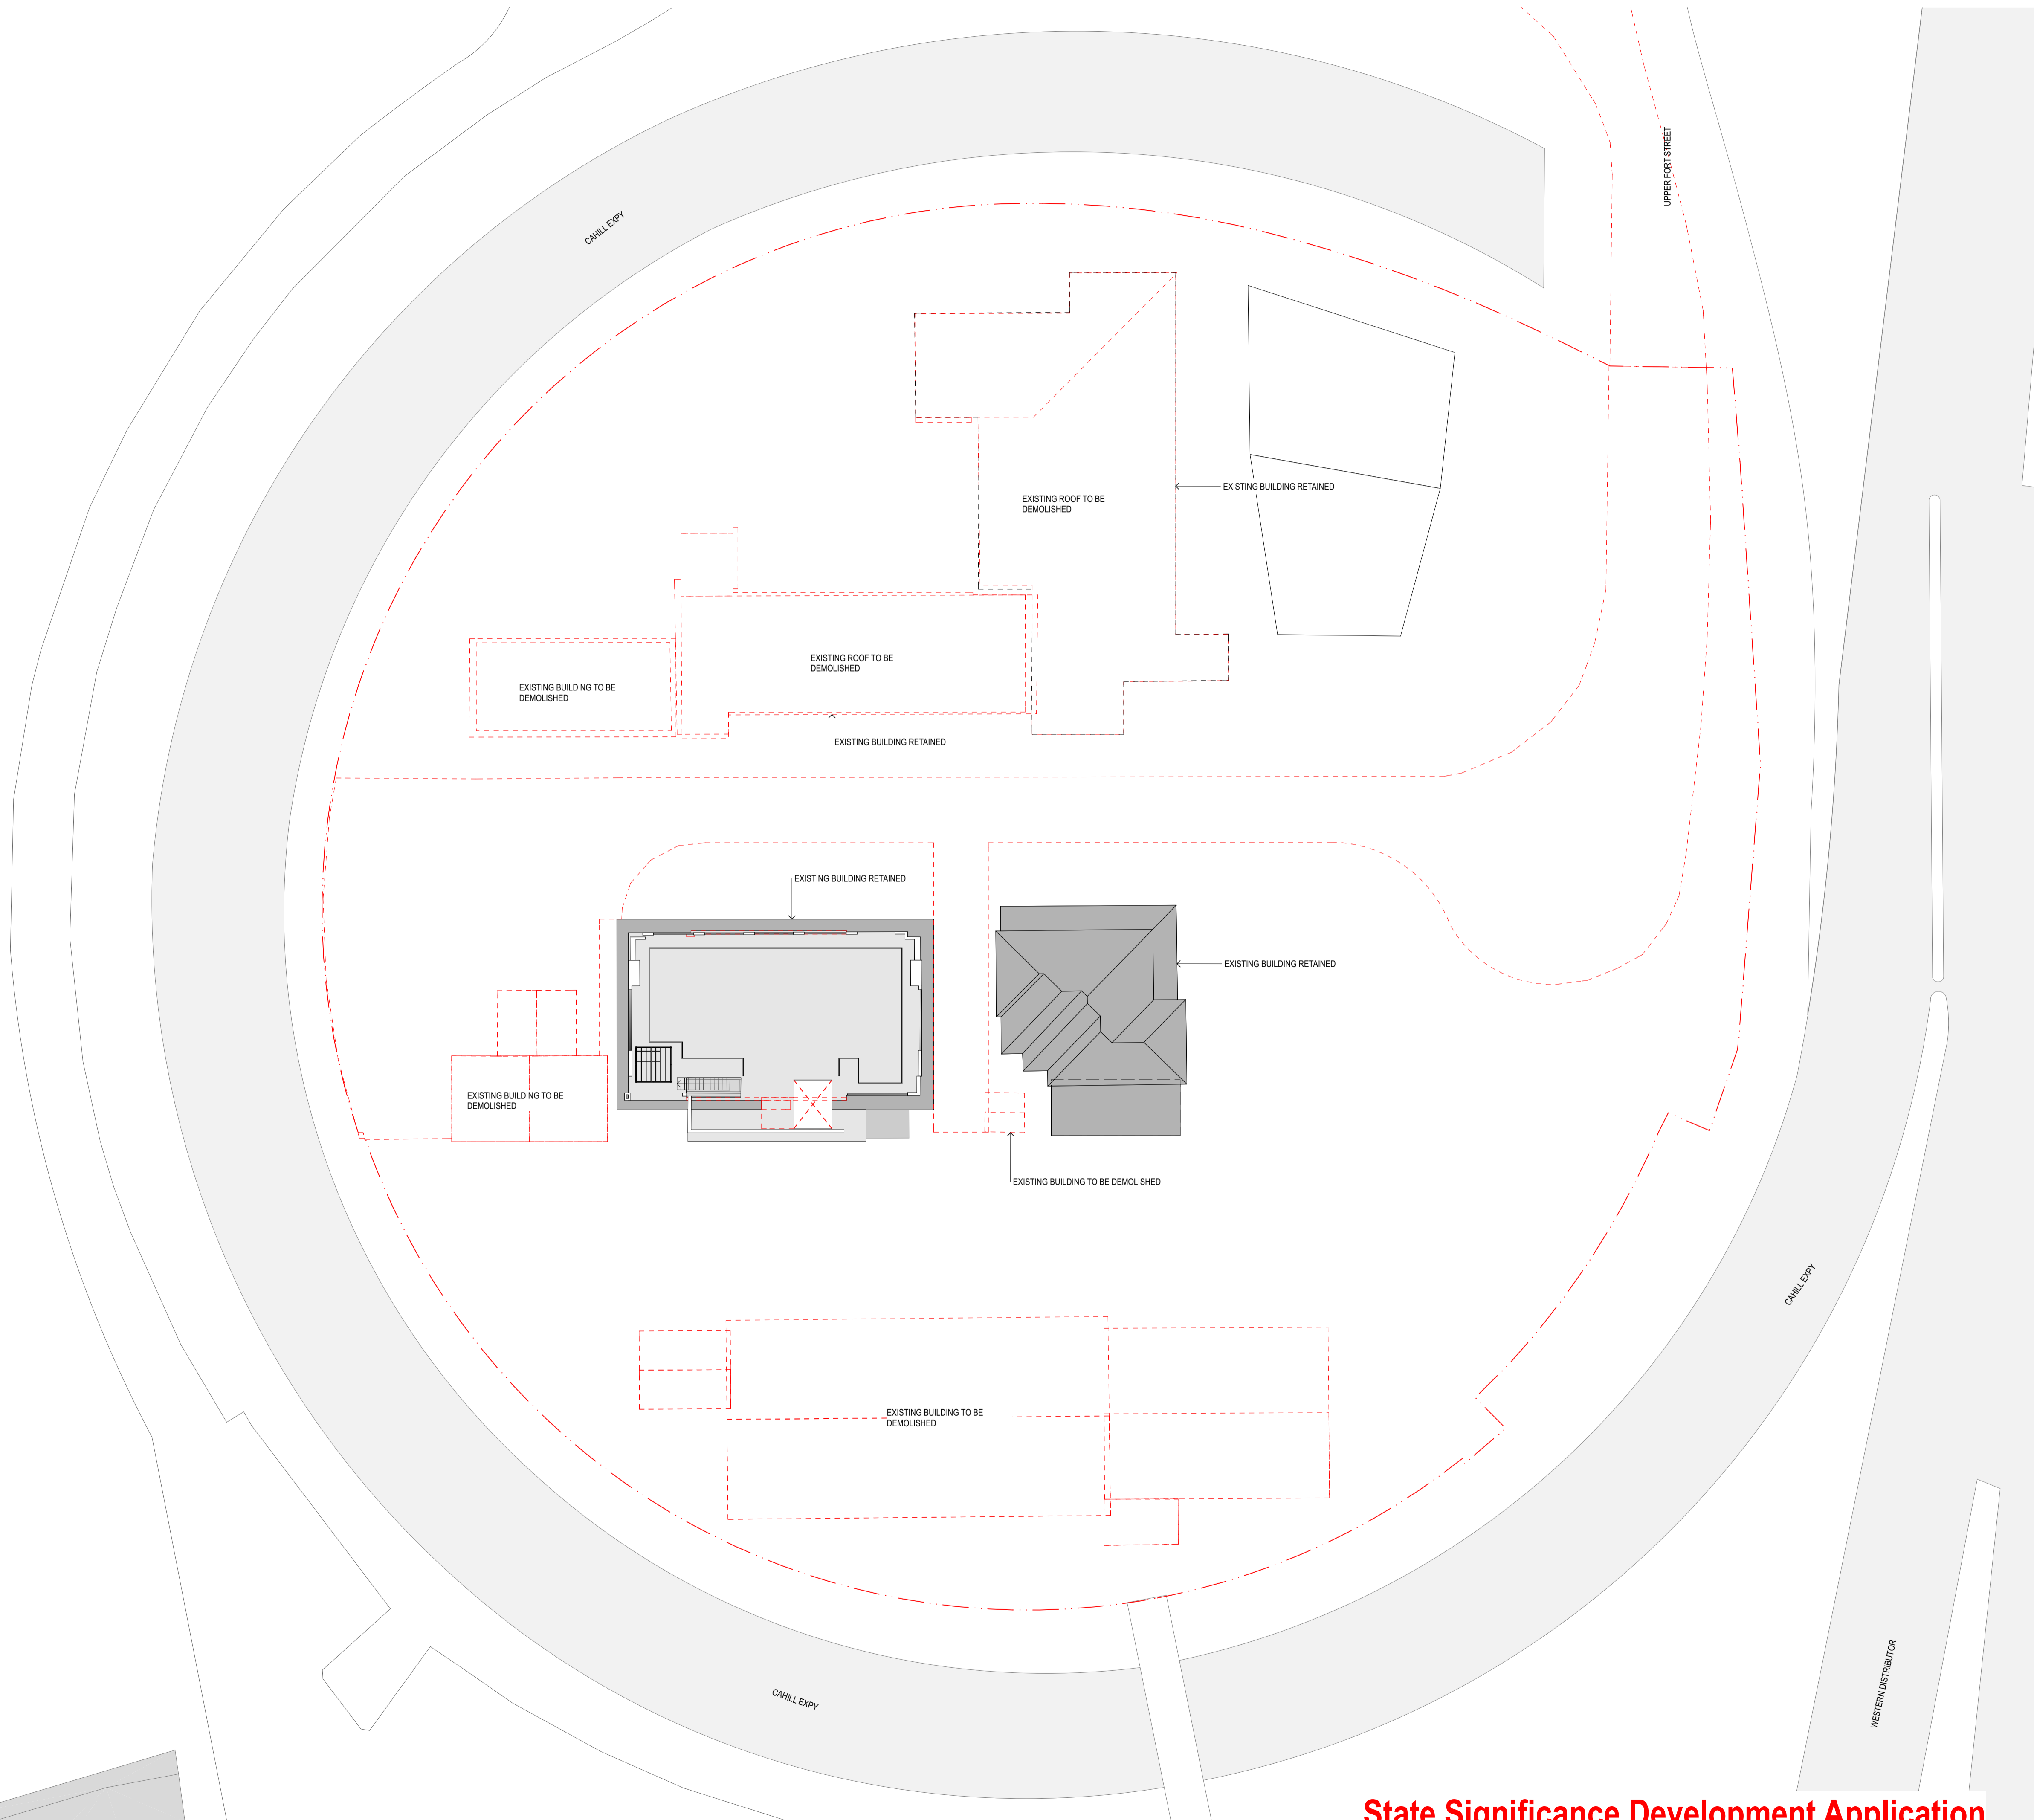 UPPER FORT STREET
CAHILL EXPY
EXISTING BUILDING RETAINED
EXISTING ROOF TO BE
DEMOLISHED
EXISTING ROOF TO BE
DEMOLISHED
EXISTING BUILDING TO BE
DEMOLISHED
EXISTING BUILDING RETAINED
EXISTING BUILDING RETAINED
EXISTING BUILDING RETAINED
EXISTING BUILDING TO BE
DEMOLISHED
EXISTING BUILDING TO BE DEMOLISHED
CAHILL EXPY
EXISTING BUILDING TO BE
DEMOLISHED
WESTERN DISTRIBUTOR
CAHILL EXPY
State Significance Development Application